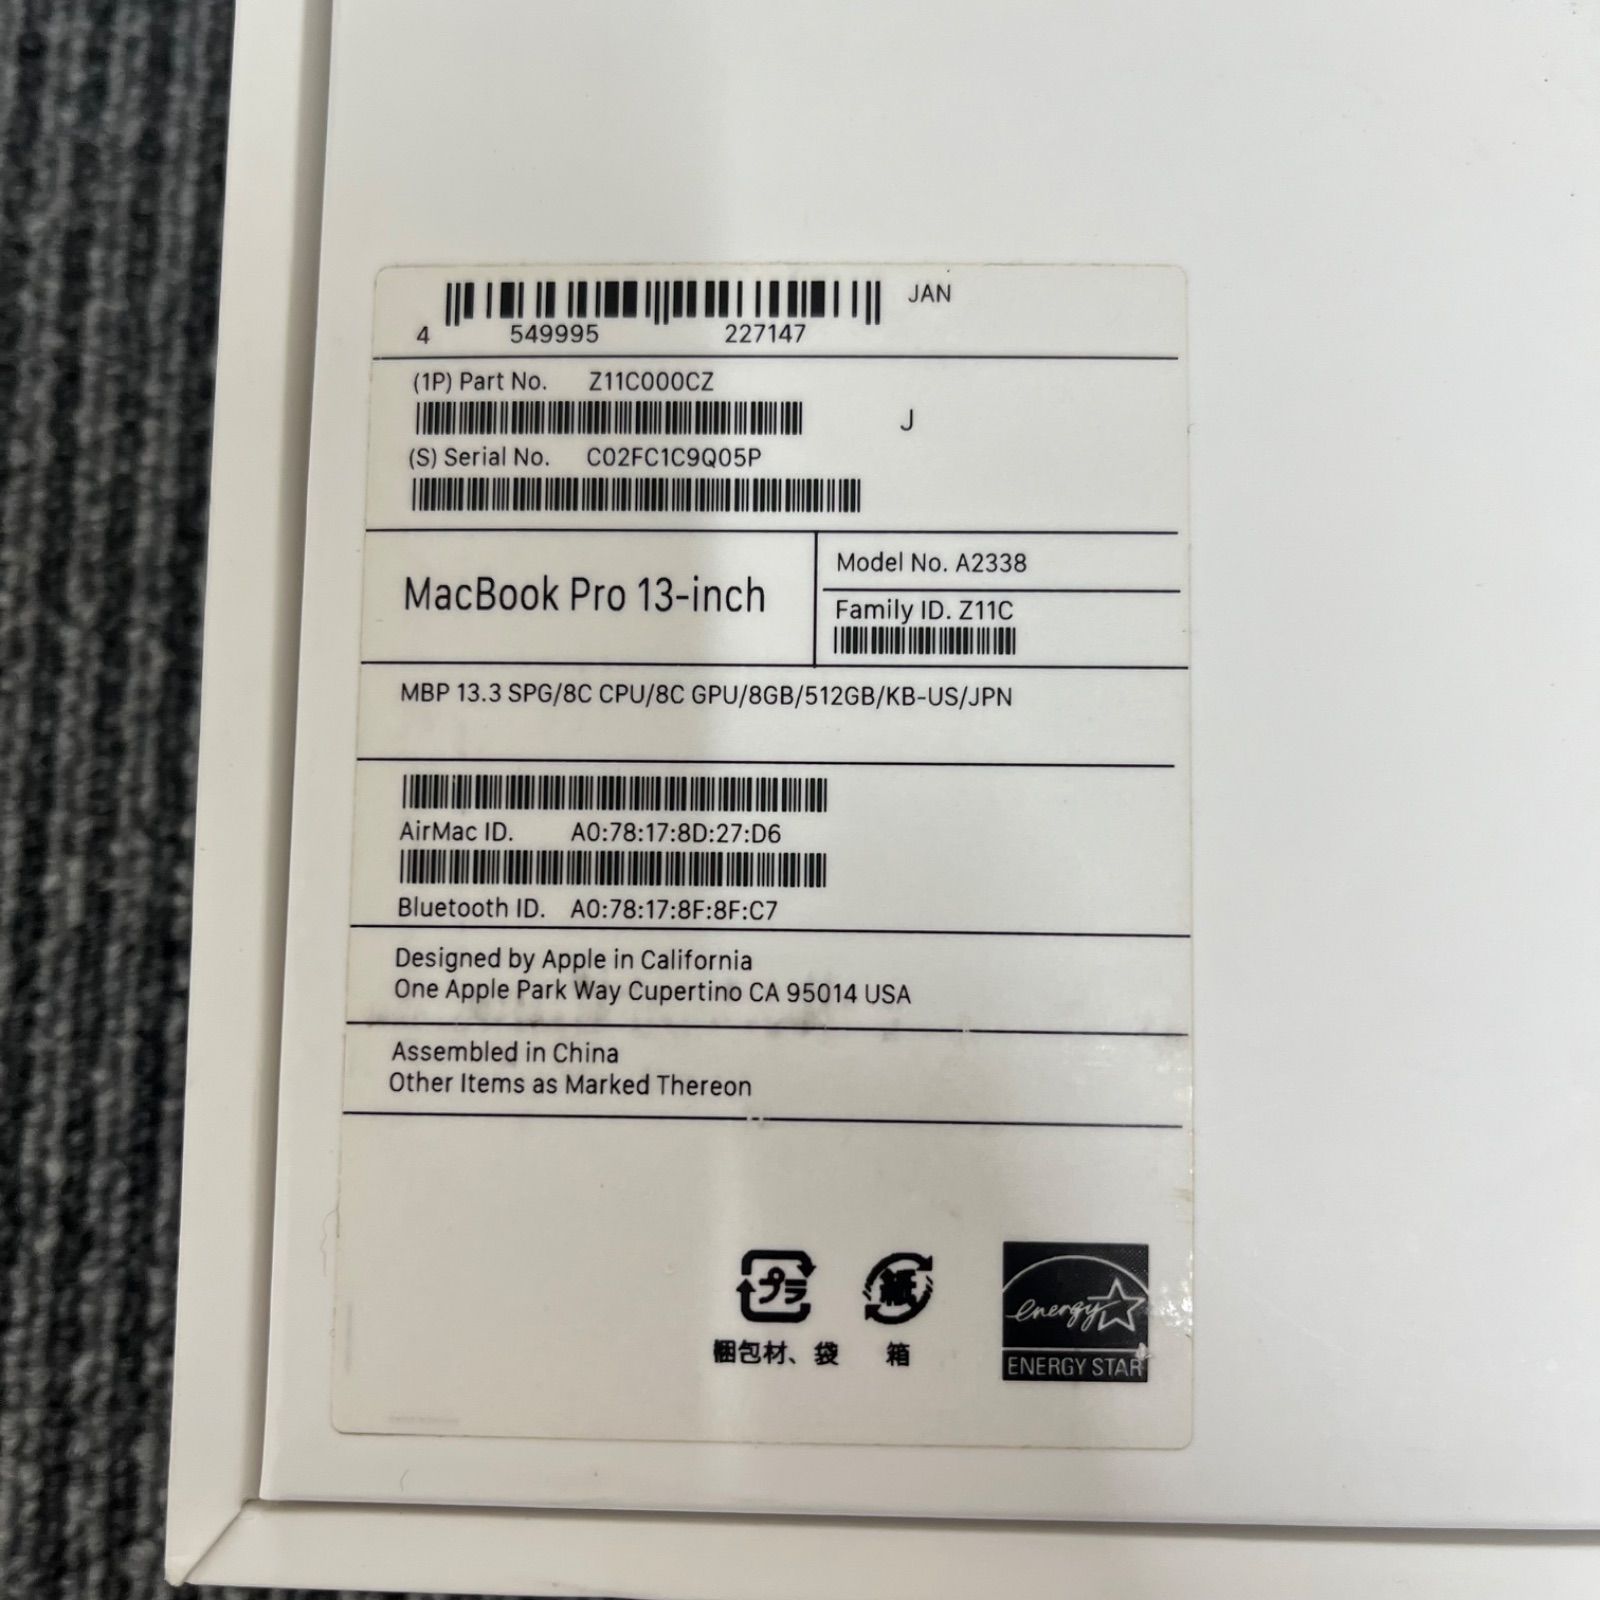 JAN
4 549995 227147
(1P) Part No. Z11C000CZ
J
(S) Serial No. C02FC1C9Q05P
MacBook Pro 13-inch
Model No. A2338
Family ID. Z11C
MBP 13.3 SPG/8C CPU/8C GPU/8GB/512GB/KB-US/JPN
AirMac ID. A0:78:17:8D:27:D6
Bluetooth ID. A0:78:17:8F:8F:C7
Designed by Apple in California
One Apple Park Way Cupertino CA 95014 USA
Assembled in China
Other Items as Marked Thereon
プラ
紙
energy
梱包材、袋
箱
ENERGY STAR